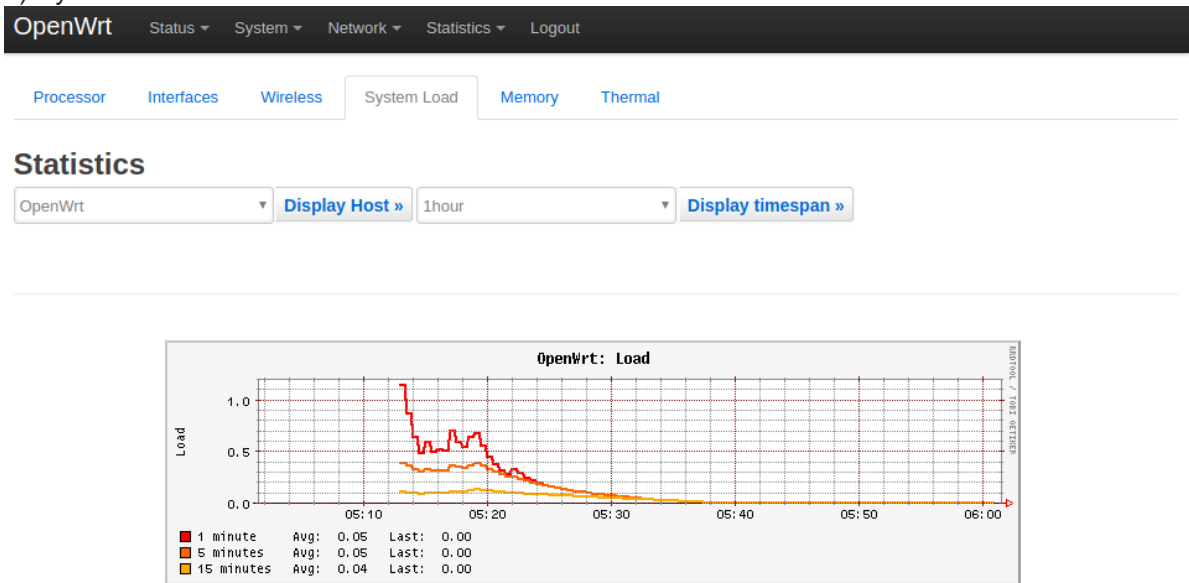 OpenWrt Status System Network Statistics Logout
Processor Interfaces Wireless System Load Memory Thermal
Statistics
OpenWrt Display Host » 1hour Display timespan »
OpenWrt: Load
RRDTOOL / TOBI OETIKER
Load
1.0
0.5
0.0
05:10 05:20 05:30 05:40 05:50 06:00
1 minute Avg: 0.05 Last: 0.00
5 minutes Avg: 0.05 Last: 0.00
15 minutes Avg: 0.04 Last: 0.00